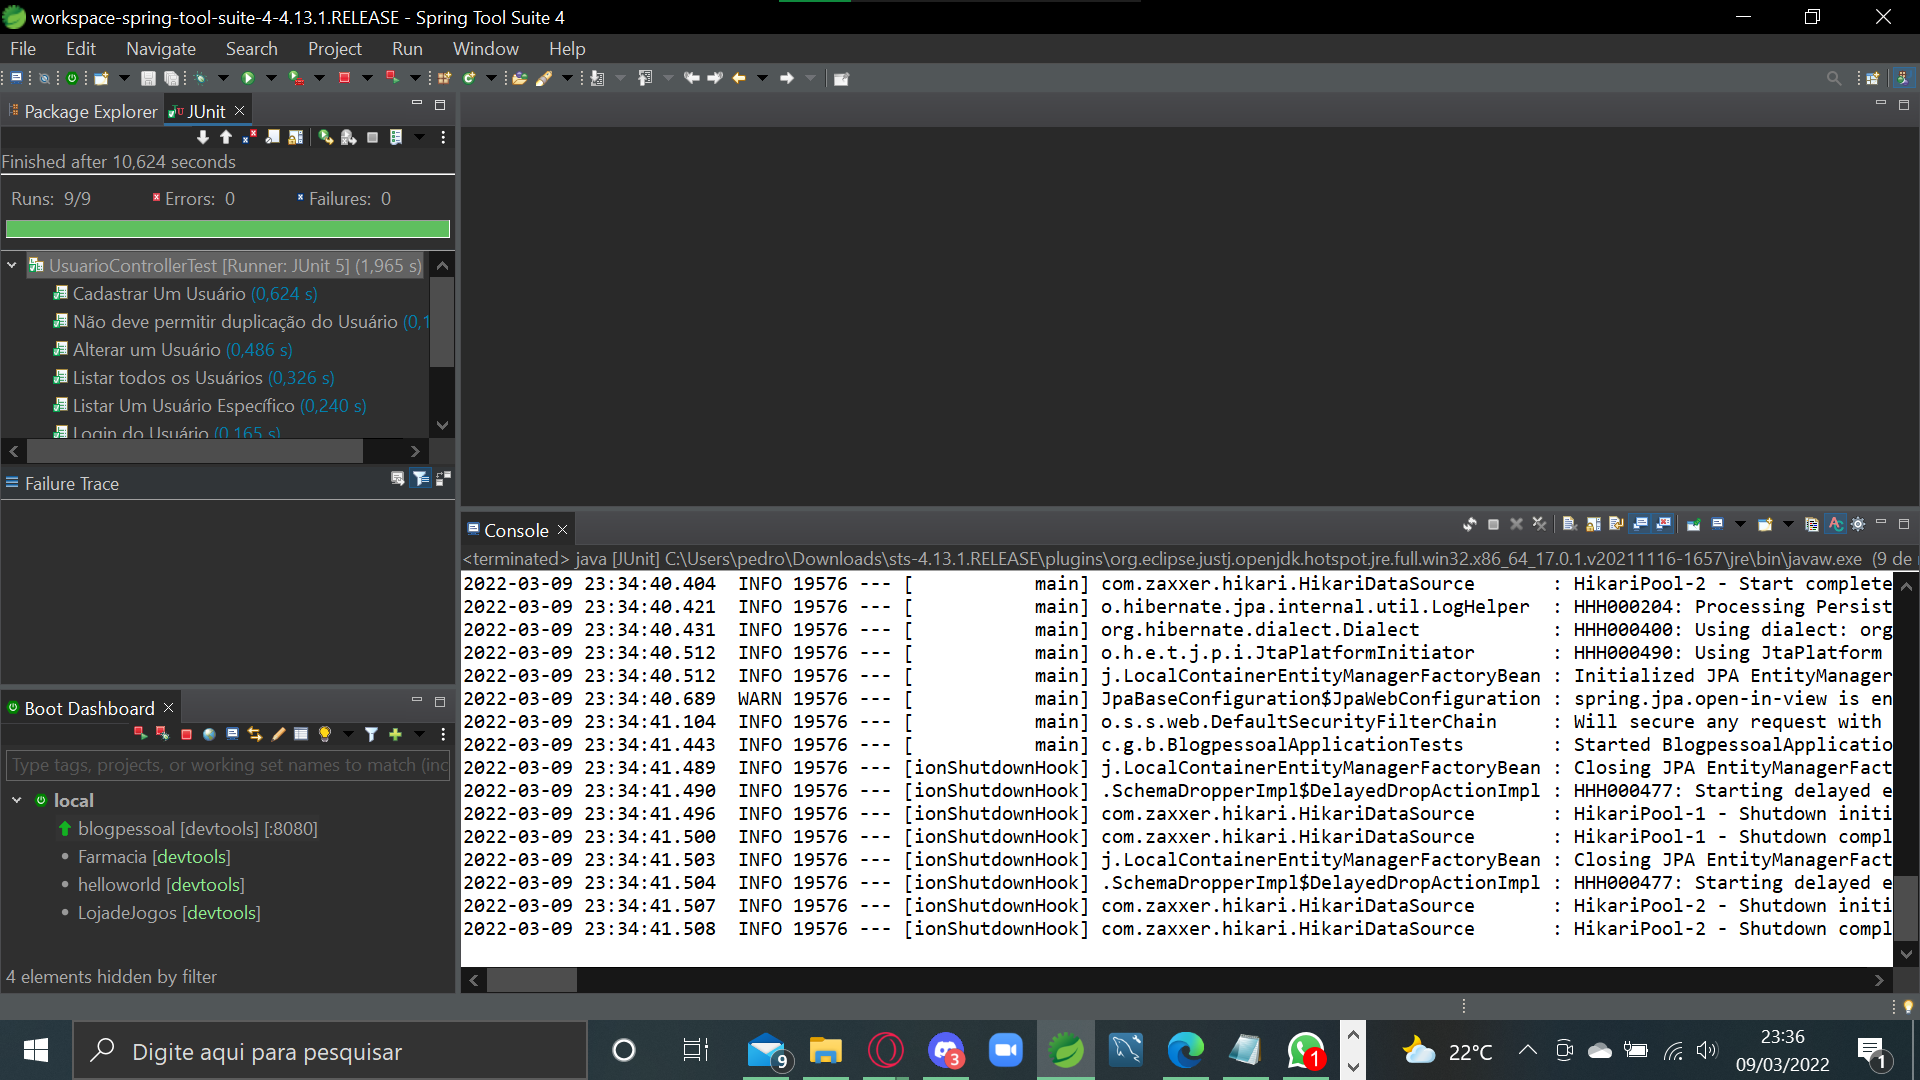 workspace-spring-tool-suite-4-4.13.1.RELEASE - Spring Tool Suite 4
File Edit Navigate Search Project Run Window Help
Package Explorer JUnit
Finished after 10,624 seconds
Runs: 9/9 Errors: 0 Failures: 0
UsuarioControllerTest [Runner: JUnit 5] (1,965 s)
Cadastrar Um Usuário (0,624 s)
Não deve permitir duplicação do Usuário (0,1
Alterar um Usuário (0,486 s)
Listar todos os Usuários (0,326 s)
Listar Um Usuário Específico (0,240 s)
Login do Usuário (0,165 s)
Failure Trace
Boot Dashboard
Type tags, projects, or working set names to match (inc
local
blogpessoal [devtools] [:8080]
Farmacia [devtools]
helloworld [devtools]
LojadeJogos [devtools]
4 elements hidden by filter
Console
<terminated> java [JUnit] C:\Users\pedro\Downloads\sts-4.13.1.RELEASE\plugins\org.eclipse.justj.openjdk.hotspot.jre.full.win32.x86_64_17.0.1.v20211116-1657\jre\bin\javaw.exe (9 de
2022-03-09 23:34:40.404 INFO 19576 --- [ main] com.zaxxer.hikari.HikariDataSource : HikariPool-2 - Start complete
2022-03-09 23:34:40.421 INFO 19576 --- [ main] o.hibernate.jpa.internal.util.LogHelper : HHH000204: Processing Persist
2022-03-09 23:34:40.431 INFO 19576 --- [ main] org.hibernate.dialect.Dialect : HHH000400: Using dialect: org
2022-03-09 23:34:40.512 INFO 19576 --- [ main] o.h.e.t.j.p.i.JtaPlatformInitiator : HHH000490: Using JtaPlatform
2022-03-09 23:34:40.512 INFO 19576 --- [ main] j.LocalContainerEntityManagerFactoryBean : Initialized JPA EntityManager
2022-03-09 23:34:40.689 WARN 19576 --- [ main] JpaBaseConfiguration$JpaWebConfiguration : spring.jpa.open-in-view is en
2022-03-09 23:34:41.104 INFO 19576 --- [ main] o.s.s.web.DefaultSecurityFilterChain : Will secure any request with
2022-03-09 23:34:41.443 INFO 19576 --- [ main] c.g.b.BlogpessoalApplicationTests : Started BlogpessoalApplicatio
2022-03-09 23:34:41.489 INFO 19576 --- [ionShutdownHook] j.LocalContainerEntityManagerFactoryBean : Closing JPA EntityManagerFact
2022-03-09 23:34:41.490 INFO 19576 --- [ionShutdownHook] .SchemaDropperImpl$DelayedDropActionImpl : HHH000477: Starting delayed e
2022-03-09 23:34:41.496 INFO 19576 --- [ionShutdownHook] com.zaxxer.hikari.HikariDataSource : HikariPool-1 - Shutdown initi
2022-03-09 23:34:41.500 INFO 19576 --- [ionShutdownHook] com.zaxxer.hikari.HikariDataSource : HikariPool-1 - Shutdown compl
2022-03-09 23:34:41.503 INFO 19576 --- [ionShutdownHook] j.LocalContainerEntityManagerFactoryBean : Closing JPA EntityManagerFact
2022-03-09 23:34:41.504 INFO 19576 --- [ionShutdownHook] .SchemaDropperImpl$DelayedDropActionImpl : HHH000477: Starting delayed e
2022-03-09 23:34:41.507 INFO 19576 --- [ionShutdownHook] com.zaxxer.hikari.HikariDataSource : HikariPool-2 - Shutdown initi
2022-03-09 23:34:41.508 INFO 19576 --- [ionShutdownHook] com.zaxxer.hikari.HikariDataSource : HikariPool-2 - Shutdown compl
Digite aqui para pesquisar
9
3
1
22°C
23:36
09/03/2022
1